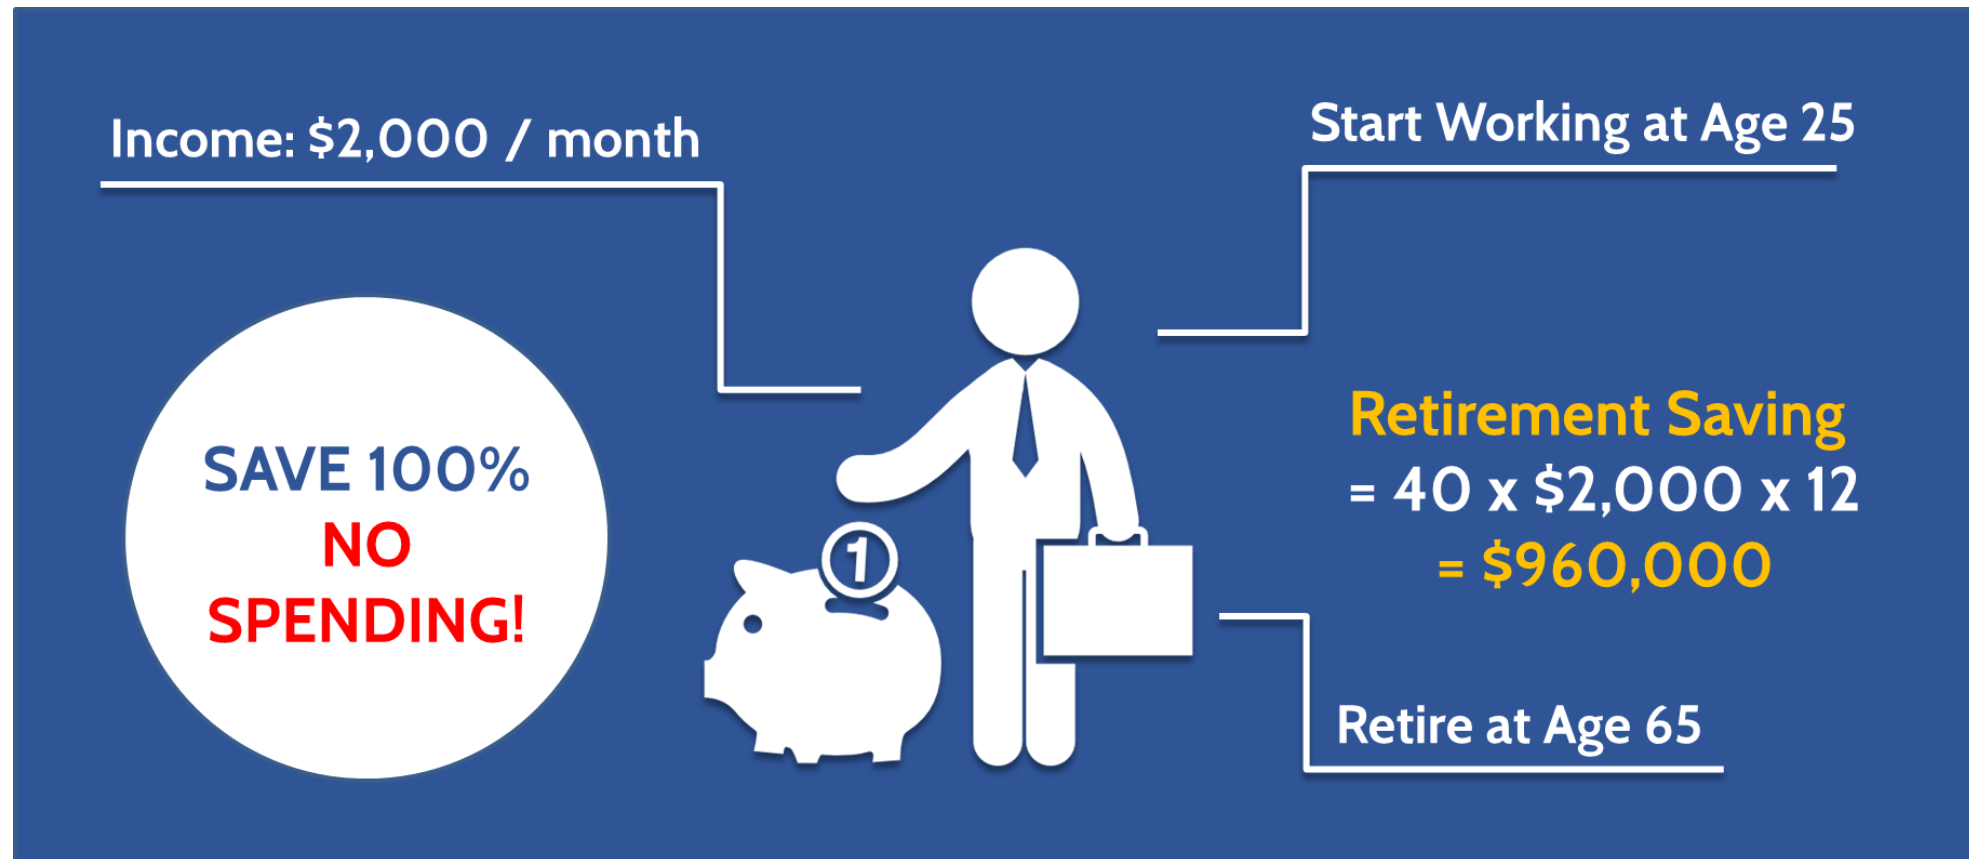 Income: $2,000 / month
Start Working at Age 25
SAVE 100%
NO
SPENDING!
1
Retirement Saving
= 40 x $2,000 x 12
= $960,000
Retire at Age 65